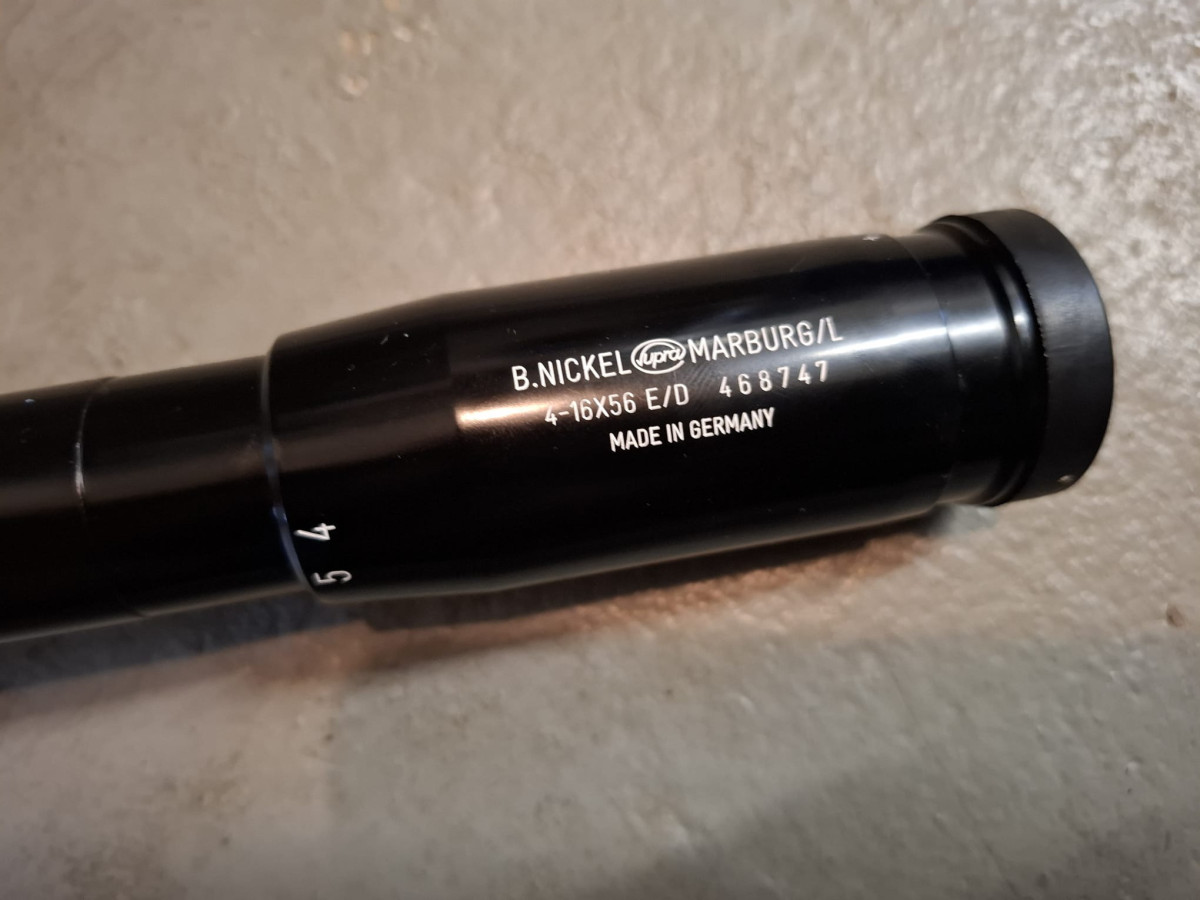 B.NICKEL Supra MARBURG/L
4-16X56 E/D 468747
MADE IN GERMANY
4
5